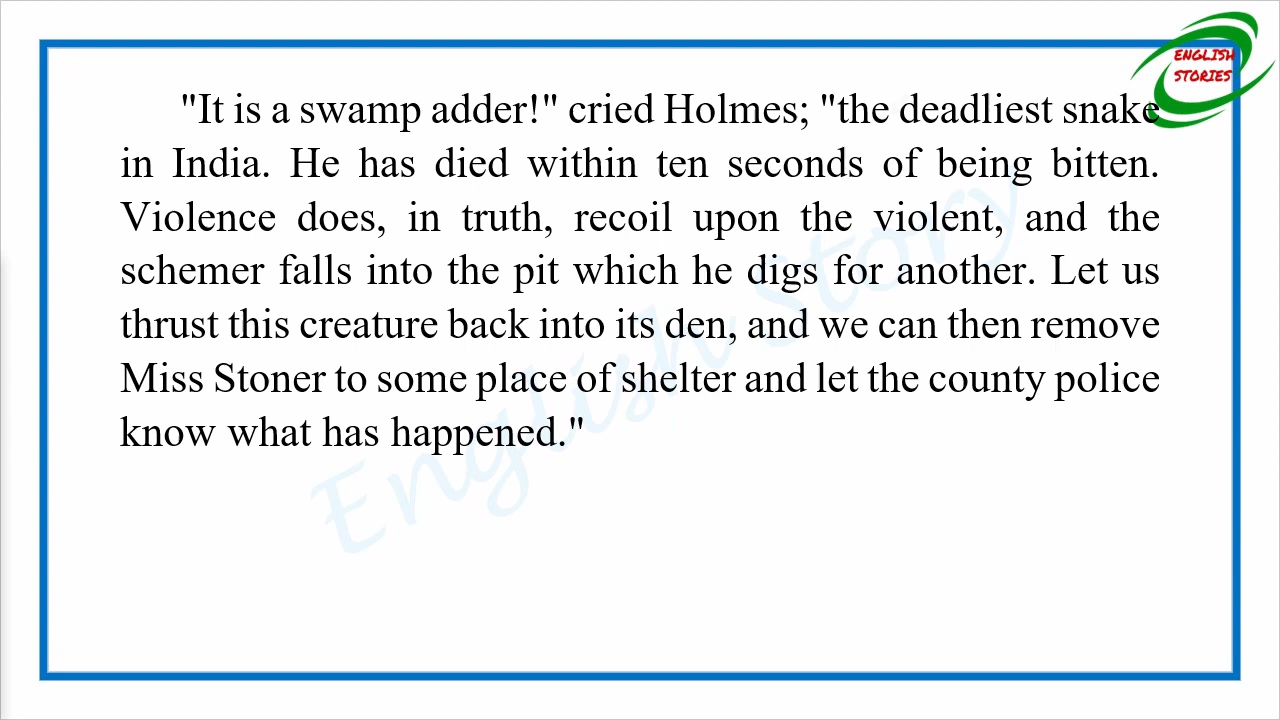 ENGLISH
STORIES
"It is a swamp adder!" cried Holmes; "the deadliest snake
in India. He has died within ten seconds of being bitten.
Violence does, in truth, recoil upon the violent, and the
schemer falls into the pit which he digs for another. Let us
thrust this creature back into its den, and we can then remove
Miss Stoner to some place of shelter and let the county police
know what has happened."
English Story